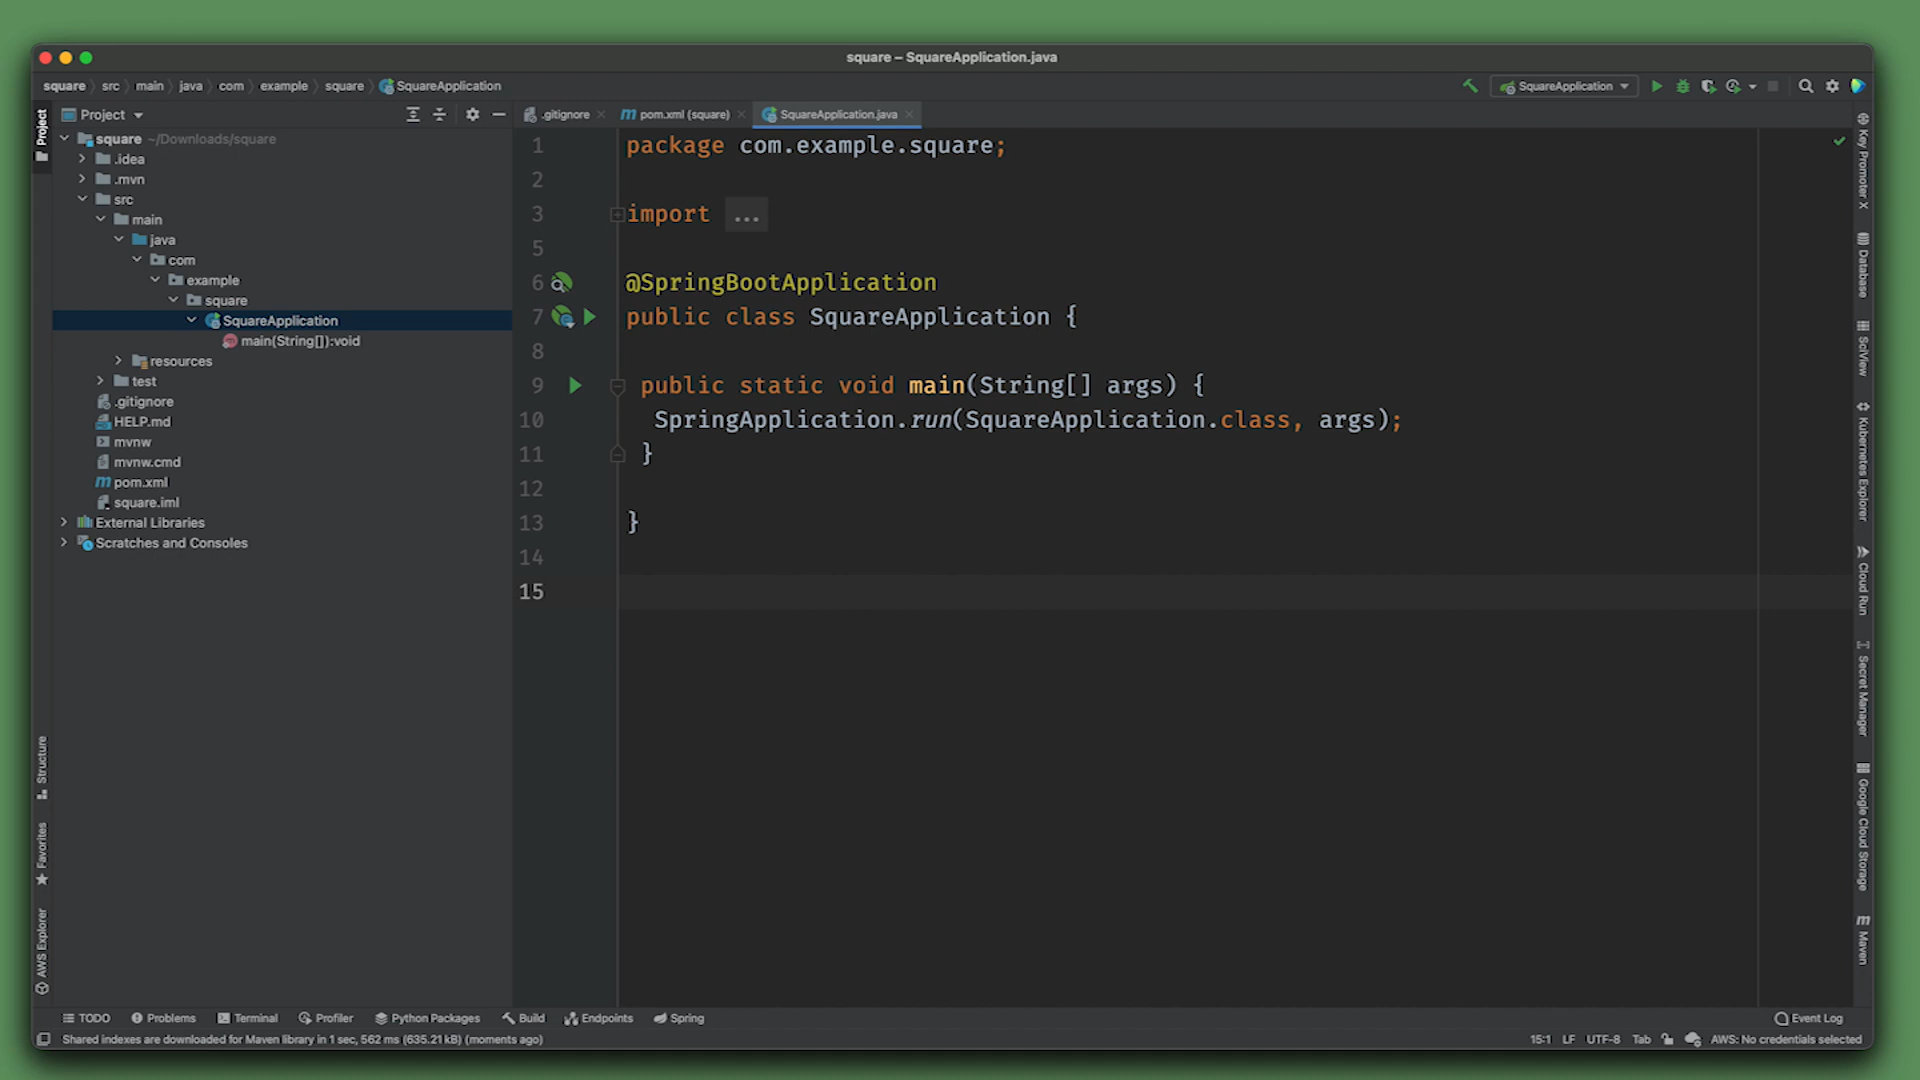 square – SquareApplication.java
square src main java com example square SquareApplication
SquareApplication
Project
.gitignore
pom.xml (square)
SquareApplication.java
Project
square ~/Downloads/square
.idea
.mvn
src
main
java
com
example
square
SquareApplication
main(String[]):void
resources
test
.gitignore
HELP.md
mvnw
mvnw.cmd
pom.xml
square.iml
External Libraries
Scratches and Consoles
Structure
Favorites
AWS Explorer
1 package com.example.square;
2
3 import ...
5
6 @SpringBootApplication
7 public class SquareApplication {
8
9 public static void main(String[] args) {
10 SpringApplication.run(SquareApplication.class, args);
11 }
12
13 }
14
15
Key Promoter X
Database
SciView
Kubernetes Explorer
Cloud Run
Secret Manager
Google Cloud Storage
Maven
TODO Problems Terminal Profiler Python Packages Build Endpoints Spring Event Log
Shared indexes are downloaded for Maven library in 1 sec, 562 ms (635.21 kB) (moments ago)
15:1 LF UTF-8 Tab AWS: No credentials selected